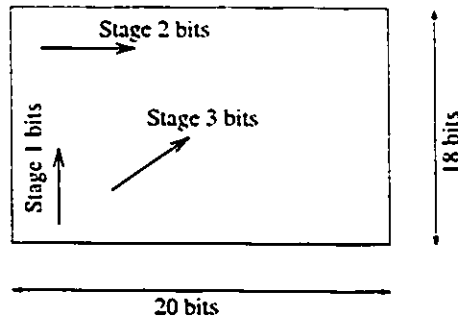 Stage 2 bits
Stage 3 bits
Stage 1 bits
18 bits
20 bits